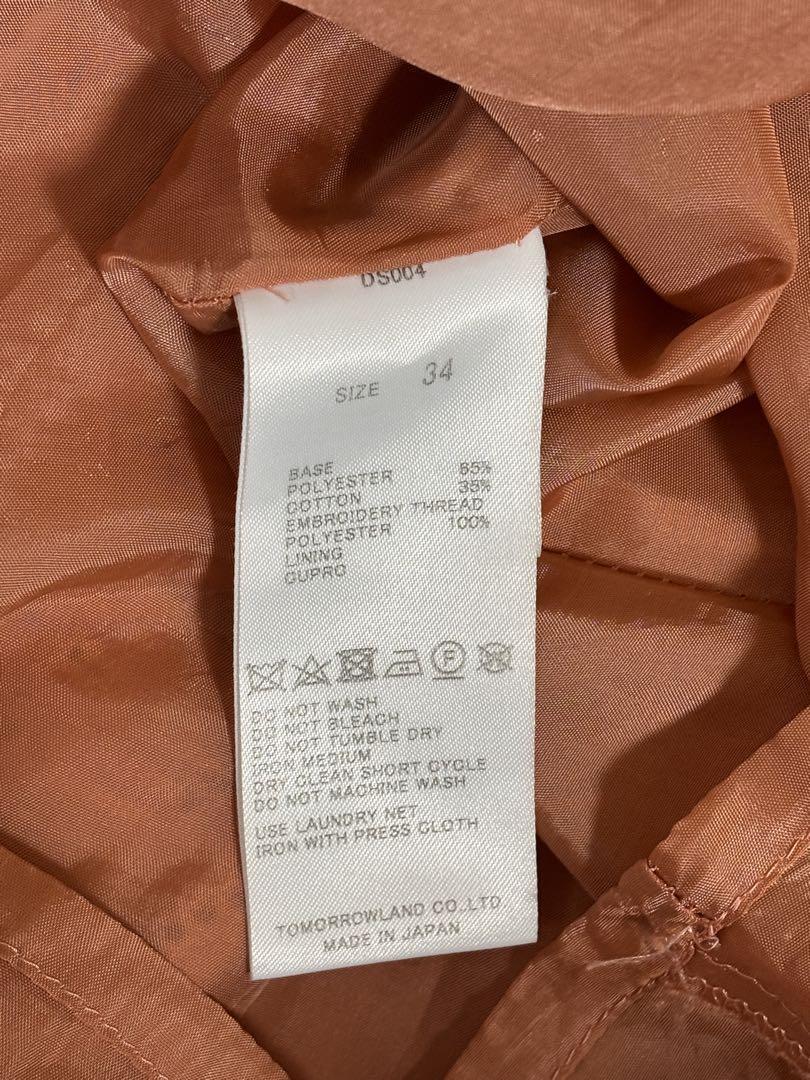 DS004
SIZE 34
BASE
POLYESTER 65%
COTTON 35%
EMBROIDERY THREAD
POLYESTER 100%
LINING
CUPRO
F
DO NOT WASH
DO NOT BLEACH
DO NOT TUMBLE DRY
IRON MEDIUM
DRY CLEAN SHORT CYCLE
DO NOT MACHINE WASH
USE LAUNDRY NET
IRON WITH PRESS CLOTH
TOMORROWLAND CO.,LTD
MADE IN JAPAN